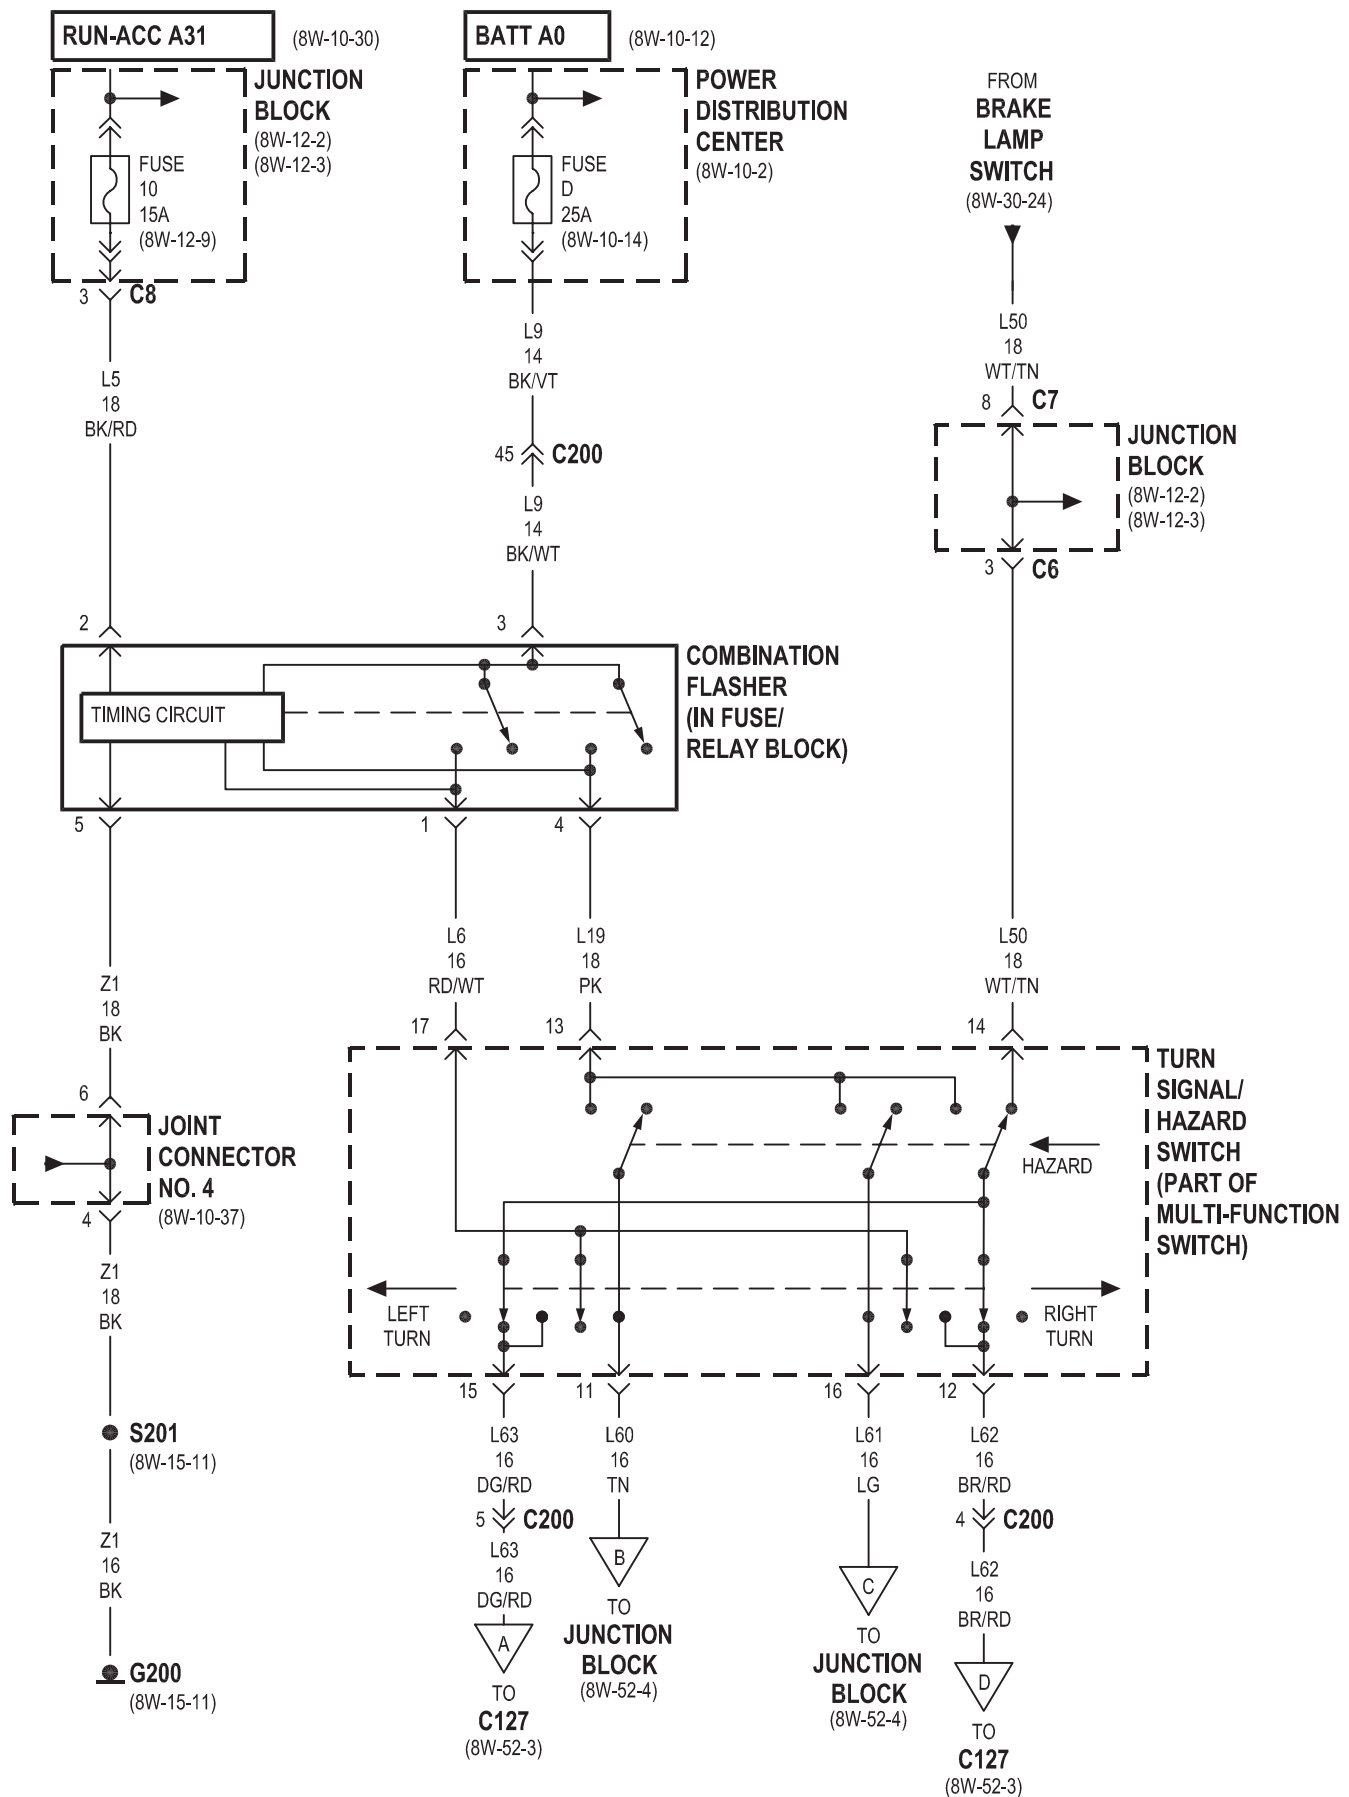 RUN-ACC A31
(8W-10-30)
BATT A0
(8W-10-12)
JUNCTION
BLOCK
(8W-12-2)
(8W-12-3)
FUSE
10
15A
(8W-12-9)
3
C8
POWER
DISTRIBUTION
CENTER
(8W-10-2)
FUSE
D
25A
(8W-10-14)
FROM
BRAKE
LAMP
SWITCH
(8W-30-24)
L5
18
BK/RD
L9
14
BK/VT
45
C200
L9
14
BK/WT
L50
18
WT/TN
8
C7
JUNCTION
BLOCK
(8W-12-2)
(8W-12-3)
3
C6
2
3
COMBINATION
FLASHER
(IN FUSE/
RELAY BLOCK)
TIMING CIRCUIT
5
1
4
L6
16
RD/WT
L19
18
PK
L50
18
WT/TN
Z1
18
BK
17
13
14
6
JOINT
CONNECTOR
NO. 4
(8W-10-37)
4
TURN
SIGNAL/
HAZARD
SWITCH
(PART OF
MULTI-FUNCTION
SWITCH)
HAZARD
LEFT
TURN
RIGHT
TURN
Z1
18
BK
15
11
16
12
S201
(8W-15-11)
L63
16
DG/RD
5
C200
L63
16
DG/RD
A
TO
C127
(8W-52-3)
L60
16
TN
B
TO
JUNCTION
BLOCK
(8W-52-4)
L61
16
LG
C
TO
JUNCTION
BLOCK
(8W-52-4)
L62
16
BR/RD
4
C200
L62
16
BR/RD
D
TO
C127
(8W-52-3)
Z1
16
BK
G200
(8W-15-11)